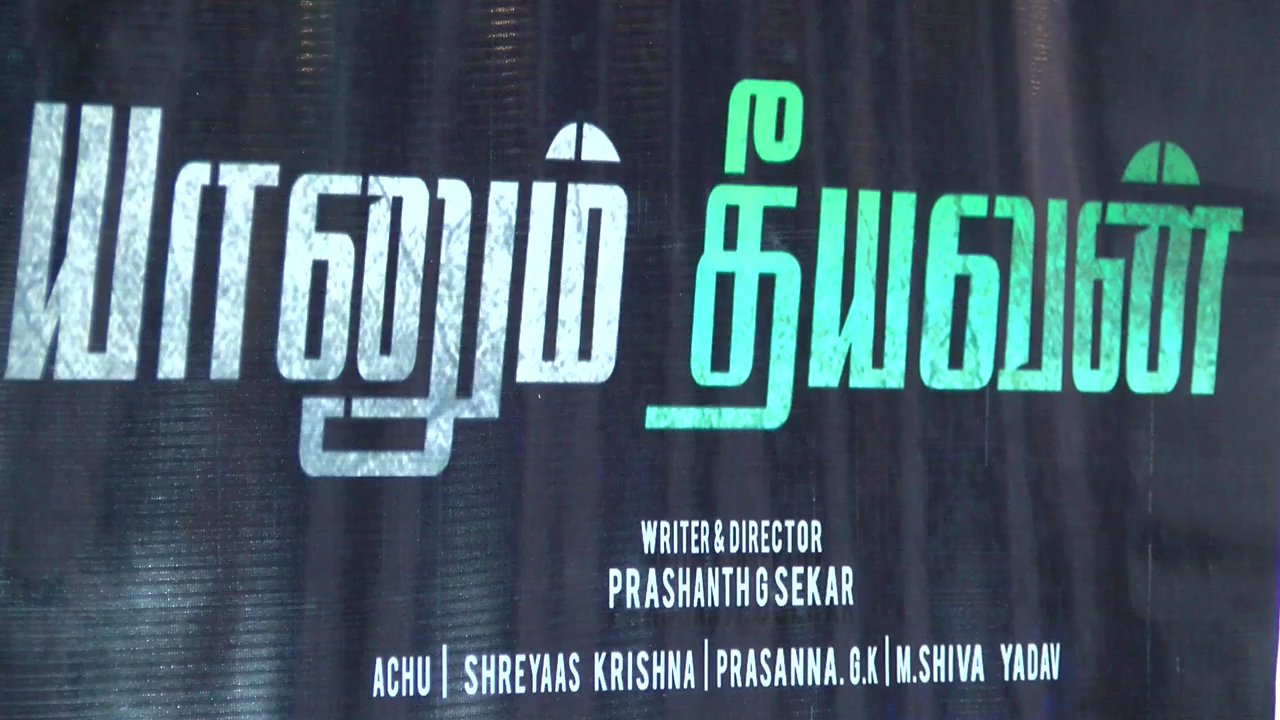 யானும் தீயவன்
WRITER & DIRECTOR
PRASHANTH G SEKAR
ACHU | SHREYAAS KRISHNA | PRASANNA. G.K | M.SHIVA YADAV